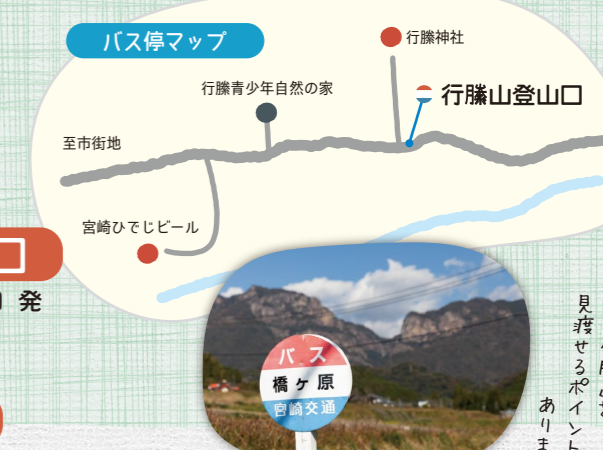 バス停マップ
行縢神社
行縢青少年自然の家
行縢山登山口
至市街地
宮崎ひでじビール
発
バス
橋ヶ原
宮崎交通
見渡せるポイント
ありま